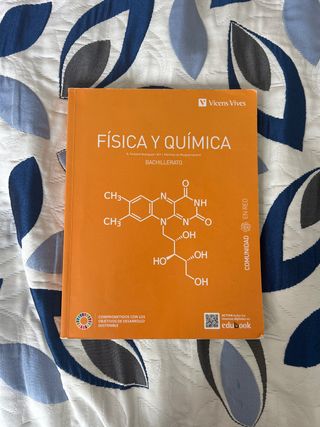 Vicens Vives
FÍSICA Y QUÍMICA
BACHILLERATO
O
CH₃
N
N
NH
CH₃
N
N
O
OH
HO
OH
OH
COMUNIDAD EN RED
COMPROMETIDOS CON LOS
OBJETIVOS DE DESARROLLO
SOSTENIBLE
edubook